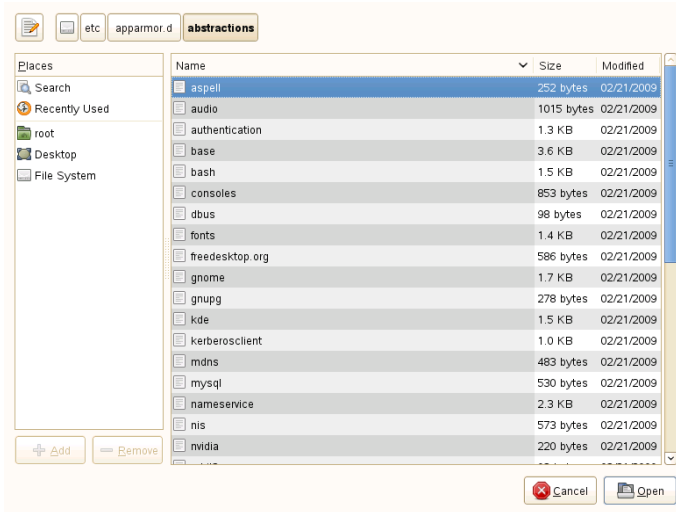 etc apparmor.d abstractions
Places Name Size Modified
Search aspell 252 bytes 02/21/2009
Recently Used audio 1015 bytes 02/21/2009
root authentication 1.3 KB 02/21/2009
Desktop base 3.6 KB 02/21/2009
File System bash 1.5 KB 02/21/2009
consoles 853 bytes 02/21/2009
dbus 98 bytes 02/21/2009
fonts 1.4 KB 02/21/2009
freedesktop.org 586 bytes 02/21/2009
gnome 1.7 KB 02/21/2009
gnupg 278 bytes 02/21/2009
kde 1.5 KB 02/21/2009
kerberosclient 1.0 KB 02/21/2009
mdns 483 bytes 02/21/2009
mysql 530 bytes 02/21/2009
nameservice 2.3 KB 02/21/2009
nis 573 bytes 02/21/2009
Add Remove nvidia 220 bytes 02/21/2009
Cancel Open